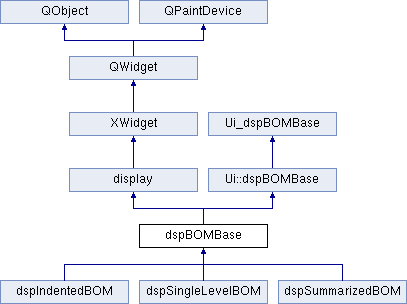 QObject
QPaintDevice
QWidget
XWidget
Ui_dspBOMBase
display
Ui::dspBOMBase
dspBOMBase
dspIndentedBOM
dspSingleLevelBOM
dspSummarizedBOM